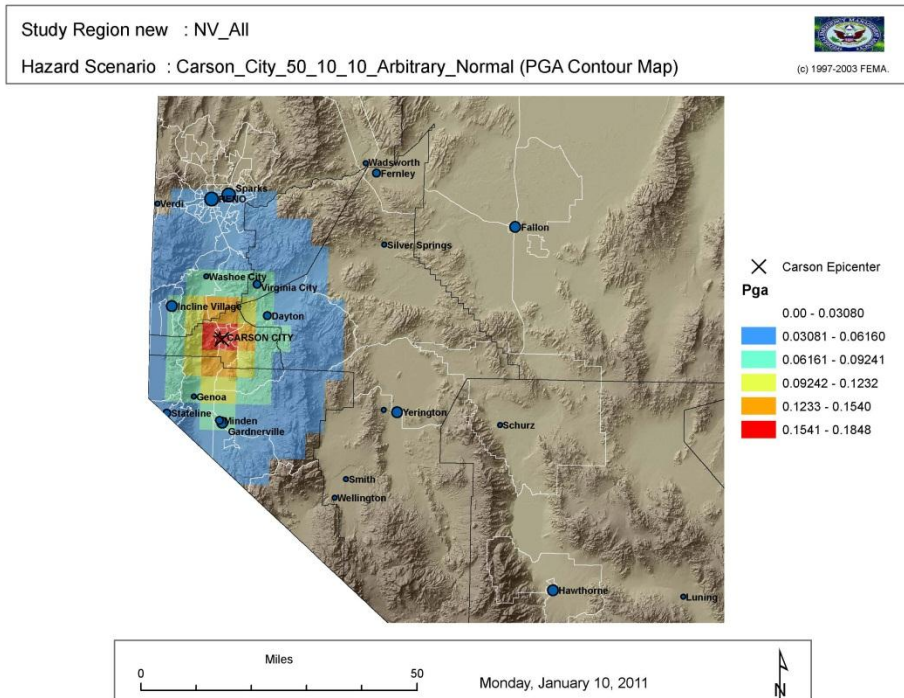 Study Region new : NV_All
Hazard Scenario : Carson_City_50_10_10_Arbitrary_Normal (PGA Contour Map)
(c) 1997-2003 FEMA.
Wadsworth
Fernley
Sparks
RENO
Verdi
Fallon
Silver Springs
Washoe City
Virginia City
Incline Village
Dayton
CARSON CITY
Genoa
Stateline
Minden
Gardnerville
Yerington
Schurz
Smith
Wellington
Hawthorne
Luning
Carson Epicenter
Pga
0.00 - 0.03080
0.03081 - 0.06160
0.06161 - 0.09241
0.09242 - 0.1232
0.1233 - 0.1540
0.1541 - 0.1848
Miles
0 50
Monday, January 10, 2011
N